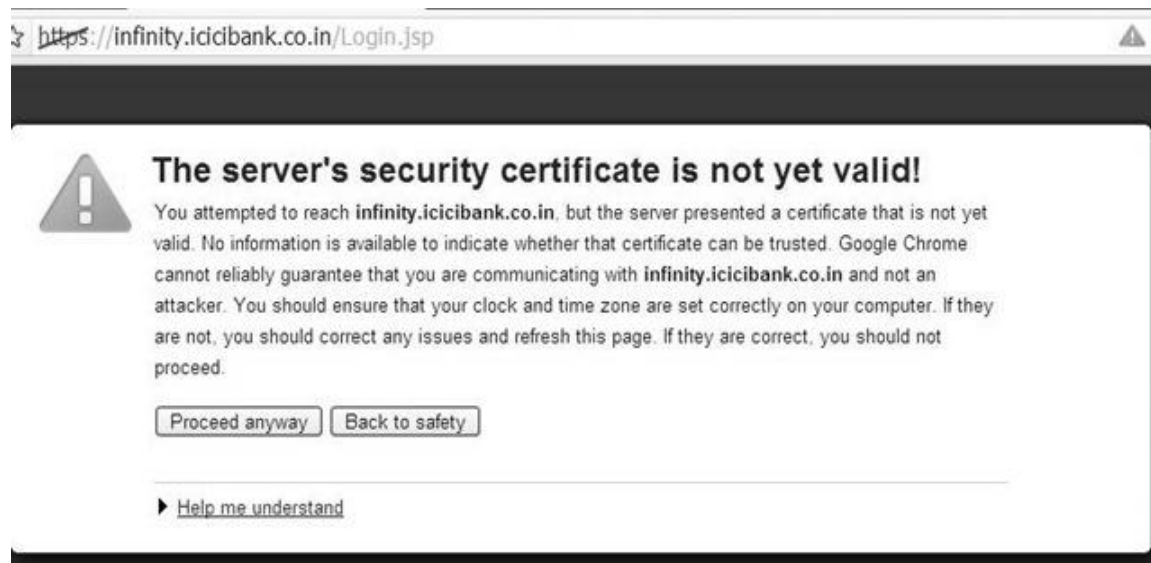 https://infinity.icicibank.co.in/Login.jsp
The server's security certificate is not yet valid!
You attempted to reach infinity.icicibank.co.in, but the server presented a certificate that is not yet
valid. No information is available to indicate whether that certificate can be trusted. Google Chrome
cannot reliably guarantee that you are communicating with infinity.icicibank.co.in and not an
attacker. You should ensure that your clock and time zone are set correctly on your computer. If they
are not, you should correct any issues and refresh this page. If they are correct, you should not
proceed.
Proceed anyway Back to safety
Help me understand